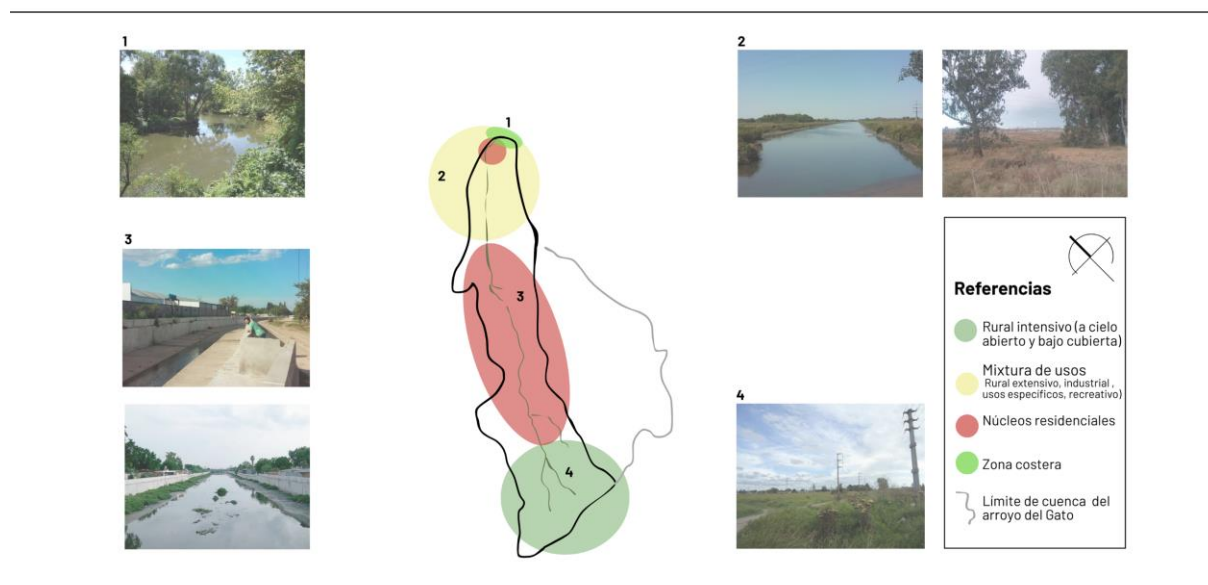 1
2
1
2
3
3
4
4
Referencias
Rural intensivo (a cielo
abierto y bajo cubierta)
Mixtura de usos
Rural extensivo, industrial ,
usos especificos, recreativo)
Núcleos residenciales
Zona costera
Límite de cuenca del
arroyo del Gato